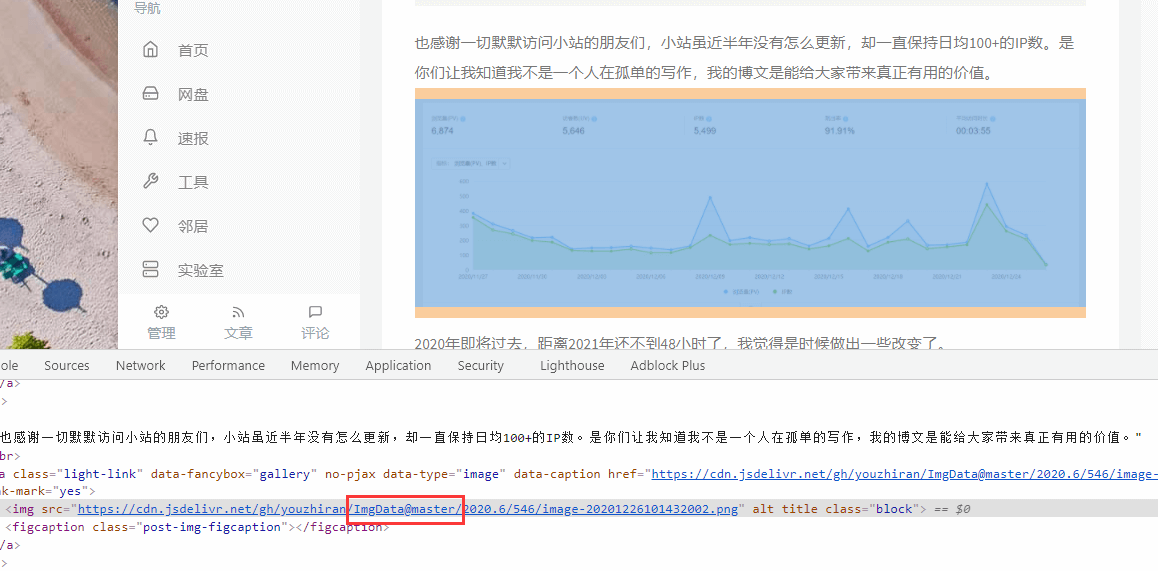 导航
首页
网盘
速报
工具
邻居
实验室
管理
文章
评论
也感谢一切默默访问小站的朋友们，小站虽近半年没有怎么更新，却一直保持日均100+的IP数。是
你们让我知道我不是一个人在孤单的写作，我的博文是能给大家带来真正有用的价值。
6,874 5,646 5,499 91.91% 00:03:55
2020年即将过去，距离2021年还不到48小时了，我觉得是时候做出一些改变了。
ole Sources Network Performance Memory Application Security Lighthouse Adblock Plus
/a>
>
也感谢一切默默访问小站的朋友们，小站虽近半年没有怎么更新，却一直保持日均100+的IP数。是你们让我知道我不是一个人在孤单的写作，我的博文是能给大家带来真正有用的价值。"
br>
a class="light-link" data-fancybox="gallery" no-pjax data-type="image" data-caption href="https://cdn.jsdelivr.net/gh/youzhiran/ImgData@master/2020.6/546/image-
nk-mark="yes">
<img src="https://cdn.jsdelivr.net/gh/youzhiran/ImgData@master/2020.6/546/image-20201226101432002.png" alt title class="block"> == $0
<figcaption class="post-img-figcaption"></figcaption>
/a>
>